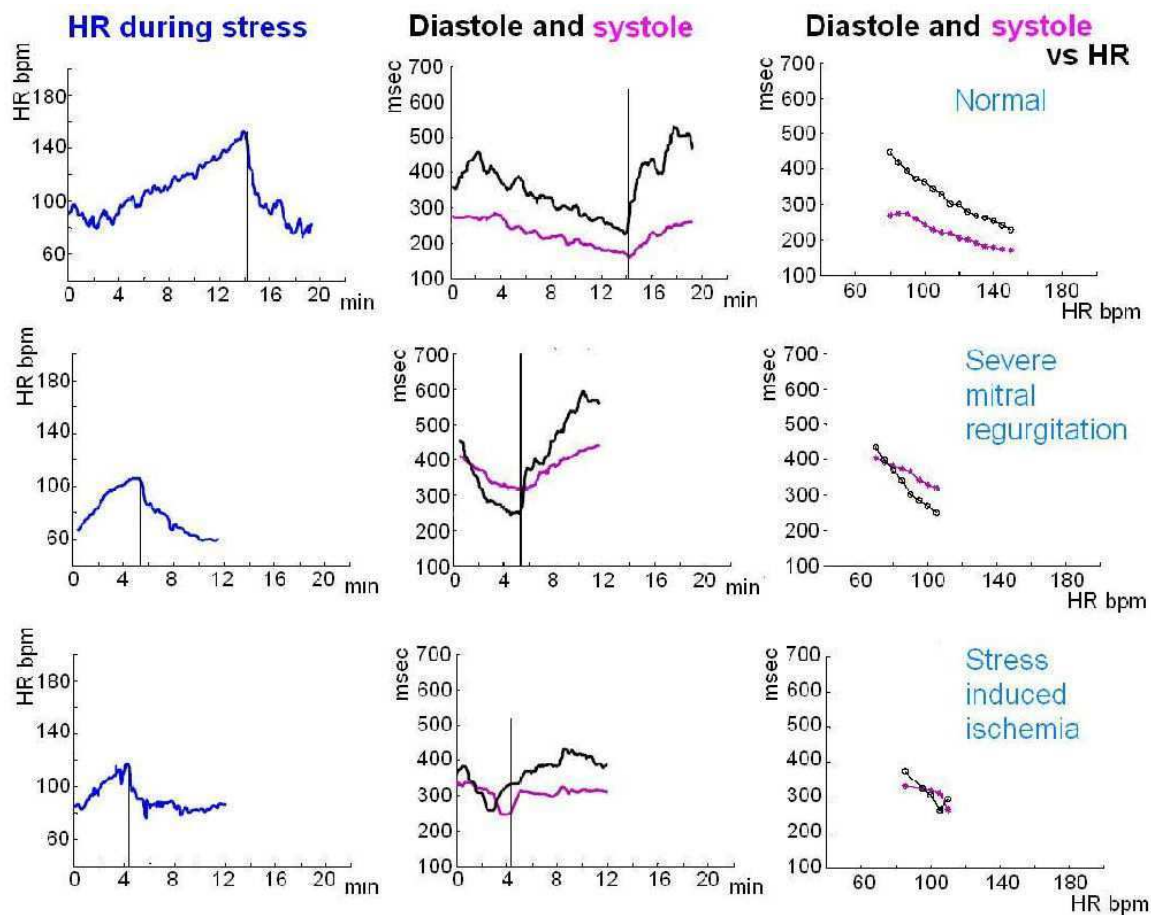 HR during stress
Diastole and systole
Diastole and systole
vs HR
HR bpm
180
140
100
60
0 4 8 12 16 20 min
msec
700
600
500
400
300
200
100
0 4 8 12 16 20 min
msec
700
600
500
400
300
200
100
60 100 140 180
HR bpm
Normal
HR bpm
180
140
100
60
0 4 8 12 16 20 min
msec
700
600
500
400
300
200
100
0 4 8 12 16 20 min
msec
700
600
500
400
300
200
100
60 100 140 180
HR bpm
Severe
mitral
regurgitation
HR bpm
180
140
100
60
0 4 8 12 16 20 min
msec
700
600
500
400
300
200
100
0 4 8 12 16 20 min
msec
700
600
500
400
300
200
100
60 100 140 180
HR bpm
Stress
induced
ischemia